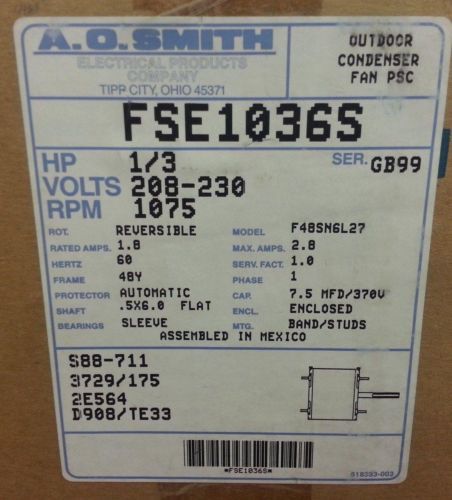 A.O.SMITH
ELECTRICAL PRODUCTS
COMPANY
TIPP CITY, OHIO 45371
OUTDOOR
CONDENSER
FAN PSC
FSE1036S
HP 1/3 SER. GB99
VOLTS 208-230
RPM 1075
ROT. REVERSIBLE MODEL F48SN6L27
RATED AMPS. 1.8 MAX. AMPS. 2.8
HERTZ 60 SERV. FACT. 1.0
FRAME 48Y PHASE 1
PROTECTOR AUTOMATIC CAP. 7.5 MFD/370V
SHAFT .5X6.0 FLAT ENCL. ENCLOSED
BEARINGS SLEEVE MTG. BAND/STUDS
ASSEMBLED IN MEXICO
S88-711
3729/175
2E564
D908/TE33
*FSE1036S*